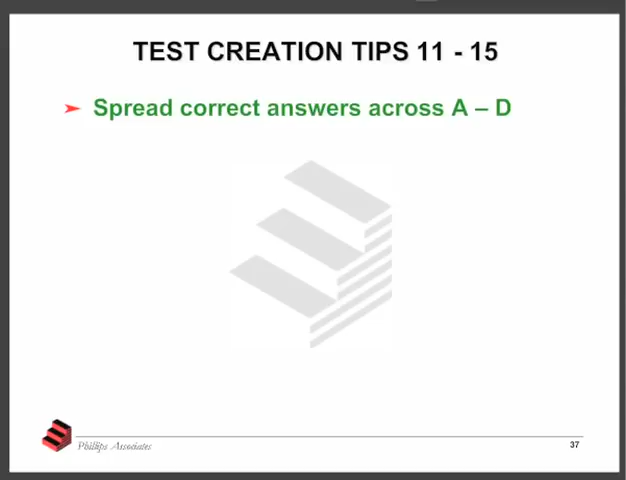 TEST CREATION TIPS 11 - 15
➤ Spread correct answers across A – D
Phillips Associates
37